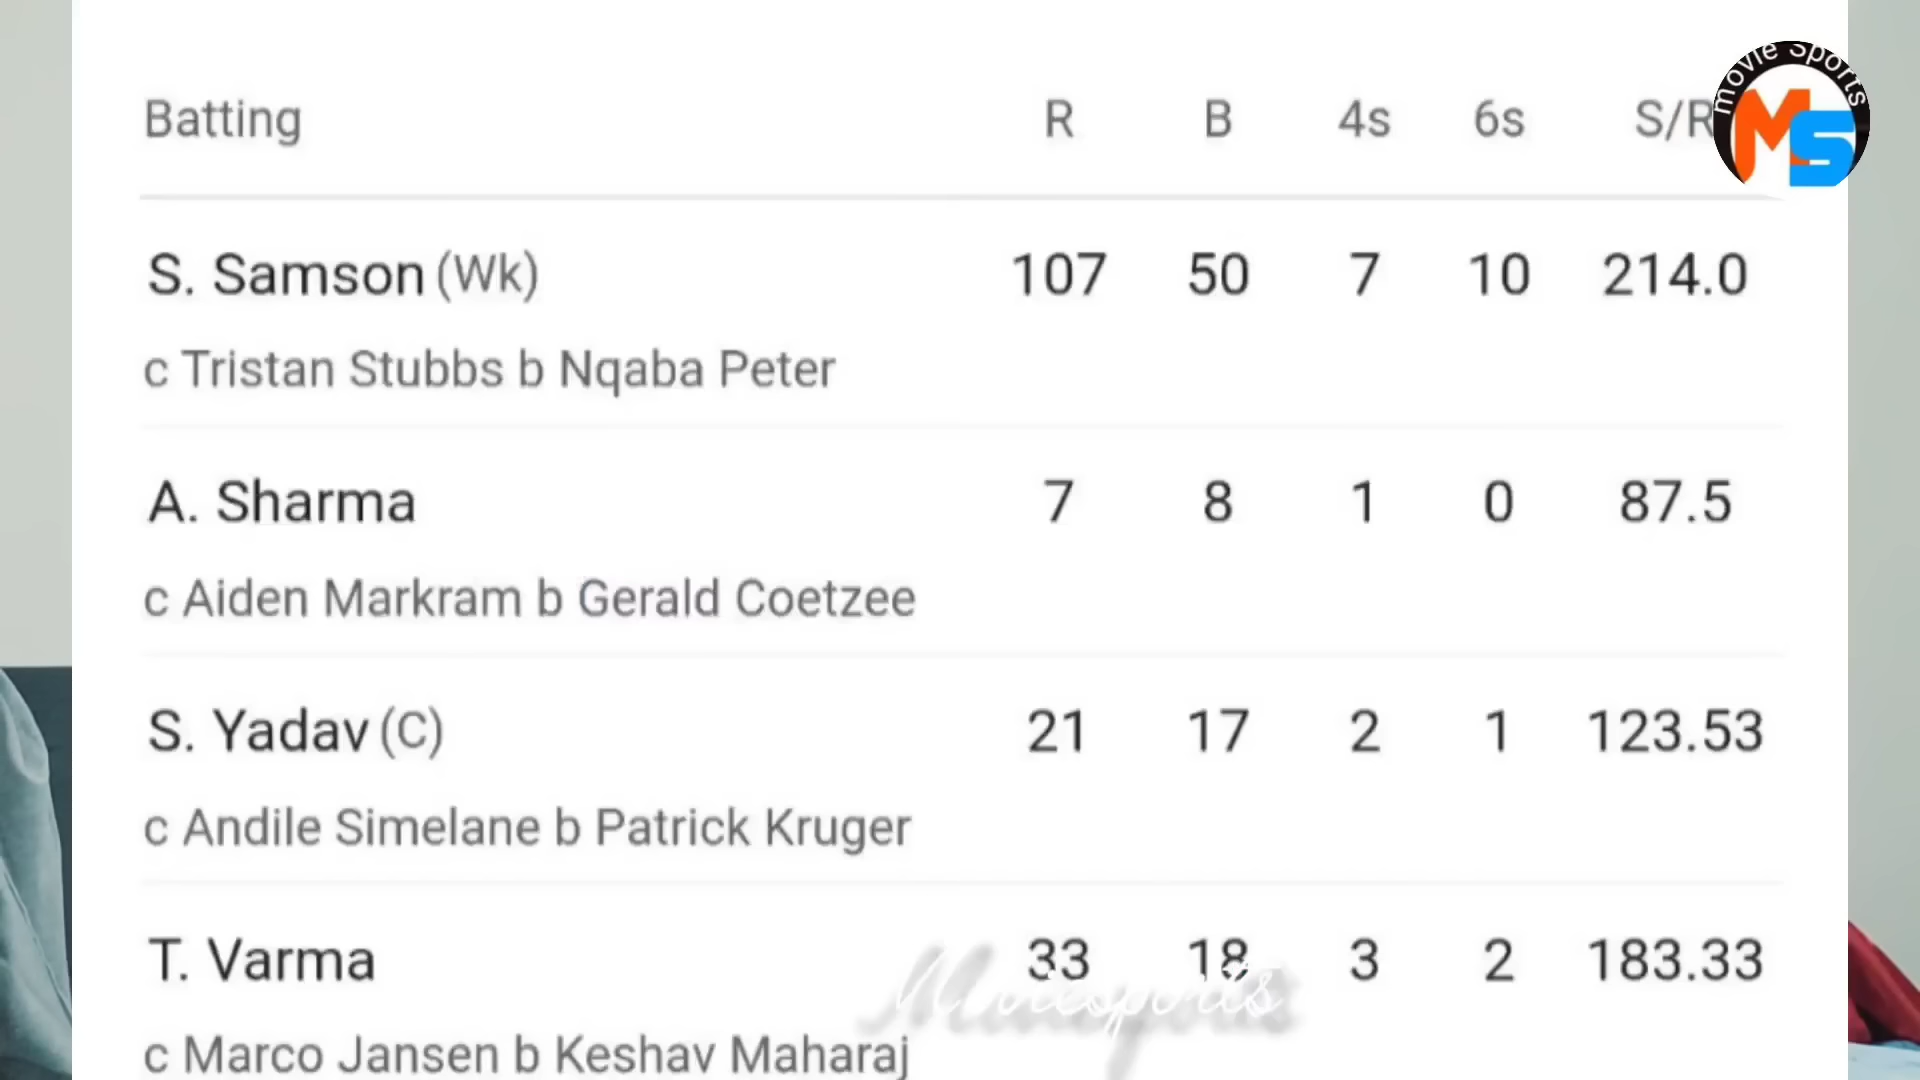 movie Sports
MS
Batting R B 4s 6s S/R
S. Samson (Wk) 107 50 7 10 214.0
c Tristan Stubbs b Nqaba Peter
A. Sharma 7 8 1 0 87.5
c Aiden Markram b Gerald Coetzee
S. Yadav (C) 21 17 2 1 123.53
c Andile Simelane b Patrick Kruger
T. Varma 33 18 3 2 183.33
Moviesports
c Marco Jansen b Keshav Maharaj